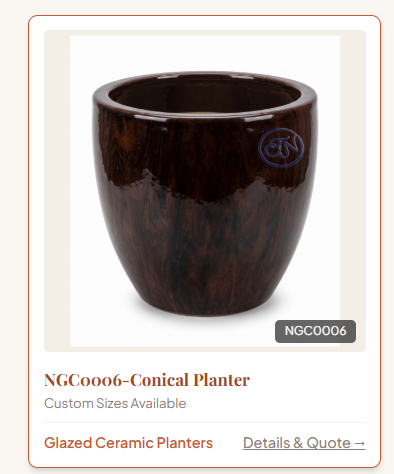 NGC0006
NGC0006-Conical Planter
Custom Sizes Available
Glazed Ceramic Planters
Details & Quote →